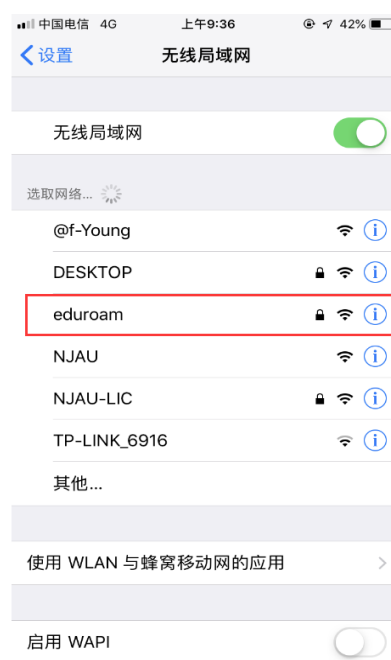 中国电信 4G 上午9:36 42%
设置 无线局域网
无线局域网
选取网络...
@f-Young
DESKTOP
eduroam
NJAU
NJAU-LIC
TP-LINK_6916
其他...
使用 WLAN 与蜂窝移动网的应用
启用 WAPI